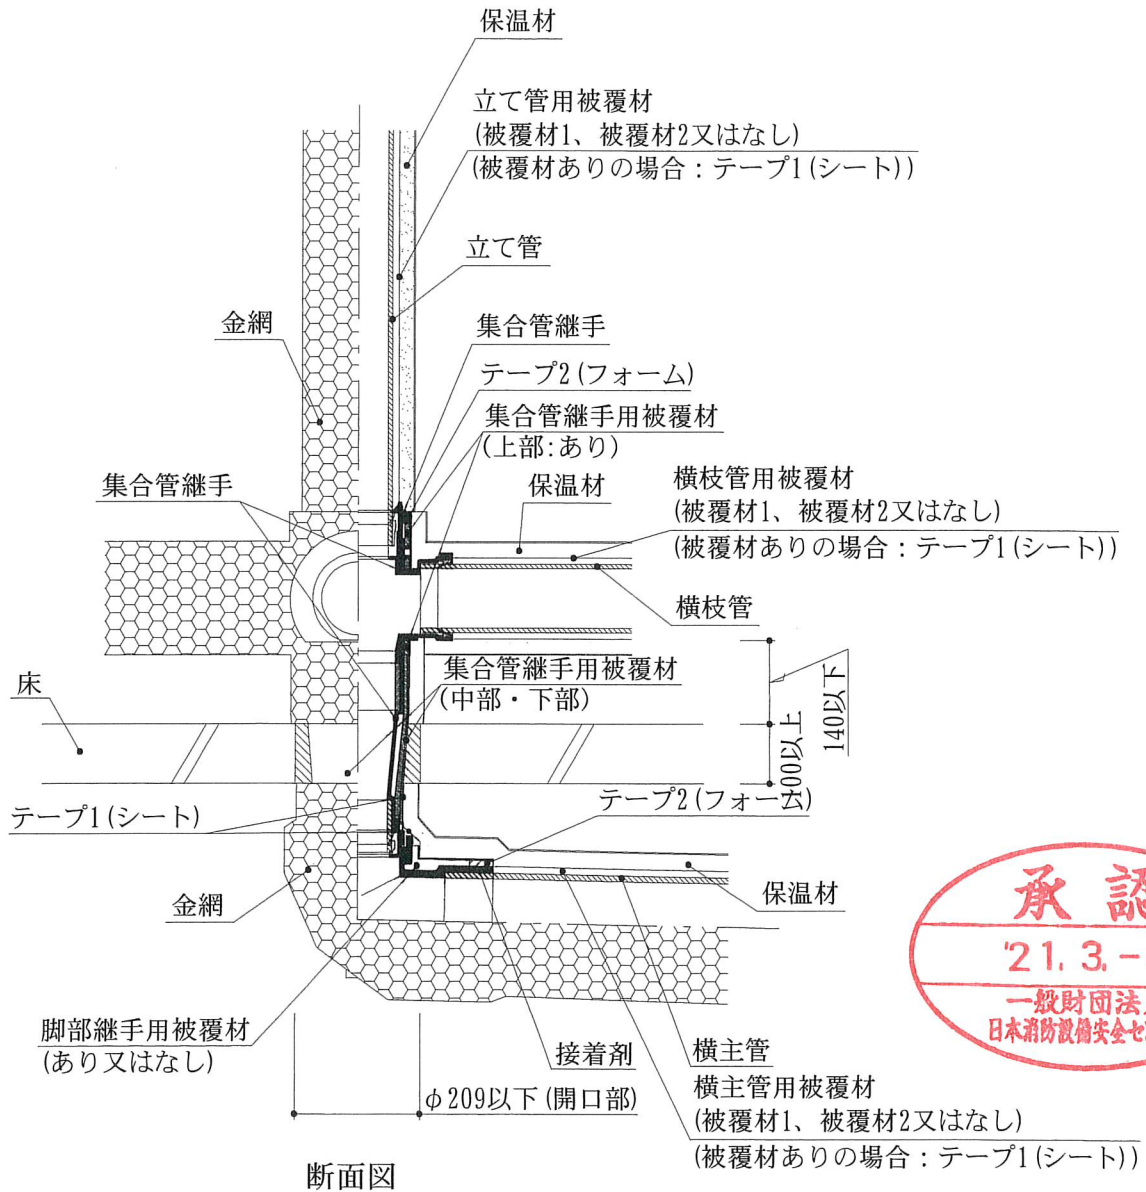 保温材
立て管用被覆材
(被覆材1、被覆材2又はなし)
(被覆材ありの場合：テープ1(シート))
立て管
金網
集合管継手
テープ2(フォーム)
集合管継手用被覆材
(上部:あり)
集合管継手
保温材
横枝管用被覆材
(被覆材1、被覆材2又はなし)
(被覆材ありの場合：テープ1(シート))
横枝管
集合管継手用被覆材
(中部・下部)
床
140以下
100以上
テープ1(シート)
テープ2(フォーム)
金網
保温材
承認
'21.3.-
一般財団法
日本消防設備安全セ
脚部継手用被覆材
(あり又はなし)
接着剤
横主管
φ209以下(開口部)
横主管用被覆材
(被覆材1、被覆材2又はなし)
(被覆材ありの場合：テープ1(シート))
断面図